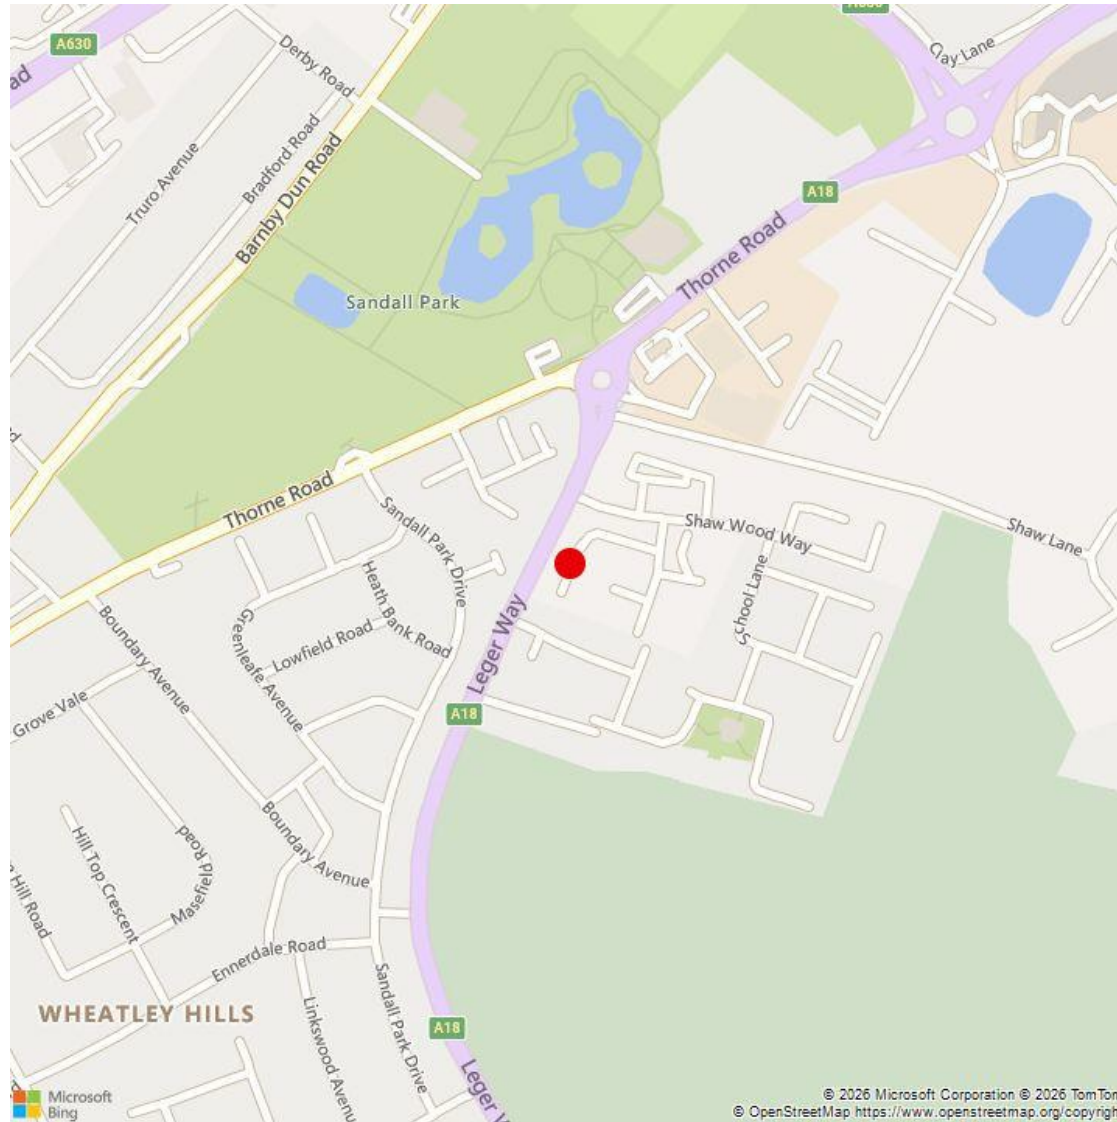 A630
A630
Clay Lane
Derby Road
Bradford Road
Truro Avenue
Barnby Dun Road
A18
Thorne Road
Sandall Park
Thorne Road
Sandall Park Drive
Shaw Wood Way
Shaw Lane
School Lane
Heath Bank Road
Lowfield Road
Greenleafe Avenue
Boundary Avenue
Grove Vale
Leger Way
A18
Boundary Avenue
Masefield Road
Hill Top Crescent
Hill Road
Ennerdale Road
Sandall Park Drive
Linkswood Avenu
WHEATLEY HILLS
A18
Leger W
Microsoft
Bing
© 2026 Microsoft Corporation © 2026 TomTom
© OpenStreetMap https://www.openstreetmap.org/copyrigh